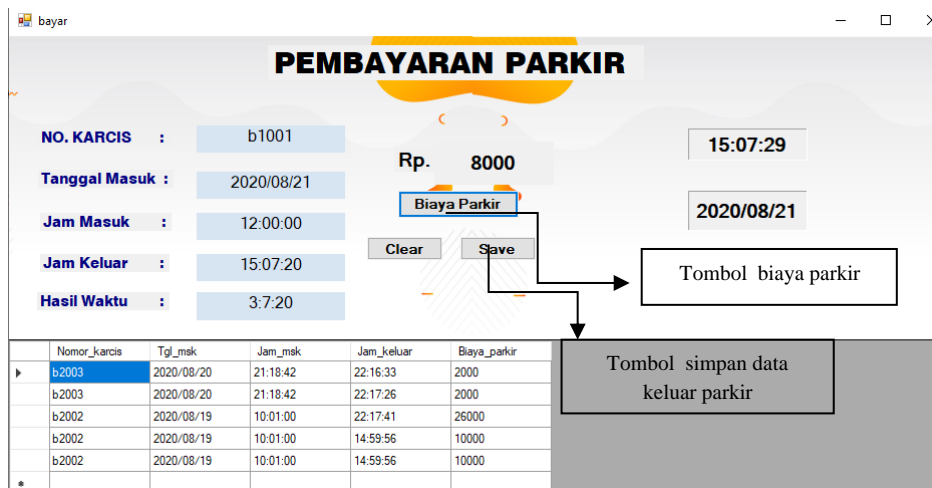 bayar
PEMBAYARAN PARKIR
NO. KARCIS : b1001
Tanggal Masuk : 2020/08/21
Jam Masuk : 12:00:00
Jam Keluar : 15:07:20
Hasil Waktu : 3:7:20
Rp. 8000
Biaya Parkir
Clear Save
15:07:29
2020/08/21
Tombol biaya parkir
Tombol simpan data
keluar parkir
Nomor_karcis Tgl_msk Jam_msk Jam_keluar Biaya_parkir
b2003 2020/08/20 21:18:42 22:16:33 2000
b2003 2020/08/20 21:18:42 22:17:26 2000
b2002 2020/08/19 10:01:00 22:17:41 26000
b2002 2020/08/19 10:01:00 14:59:56 10000
b2002 2020/08/19 10:01:00 14:59:56 10000